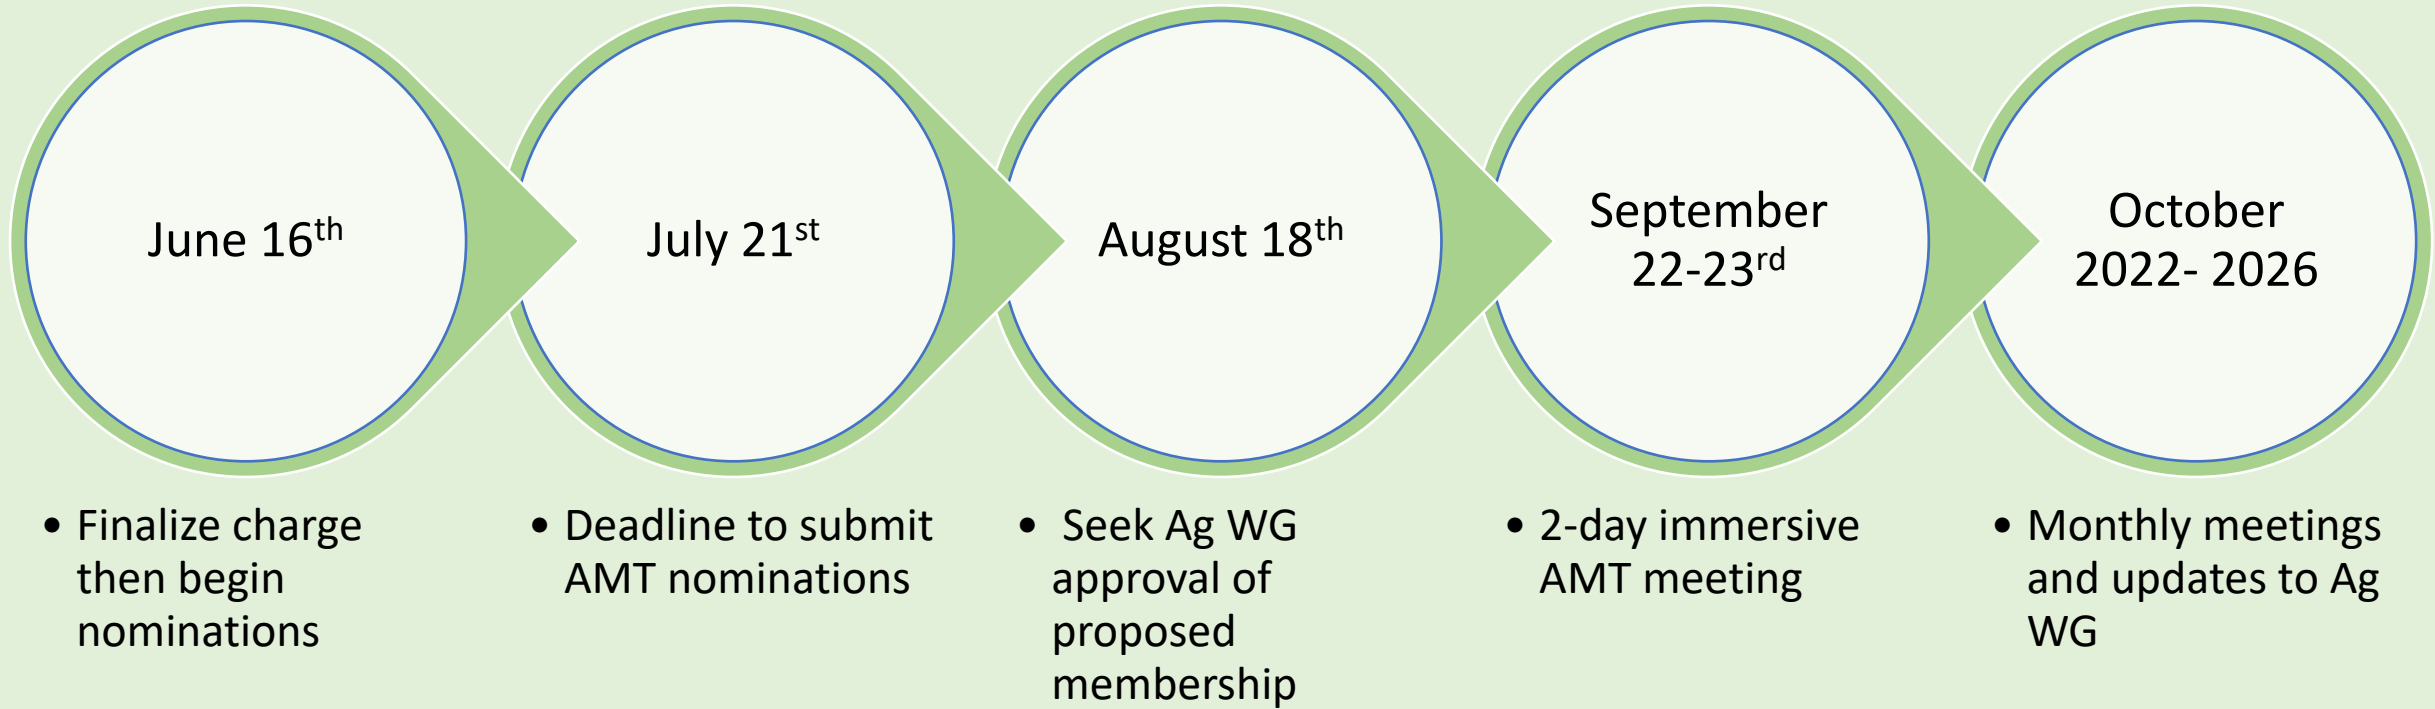 June 16th
July 21st
August 18th
September
22-23rd
October
2022- 2026
• Finalize charge
then begin
nominations
• Deadline to submit
AMT nominations
• Seek Ag WG
approval of
proposed
membership
• 2-day immersive
AMT meeting
• Monthly meetings
and updates to Ag
WG